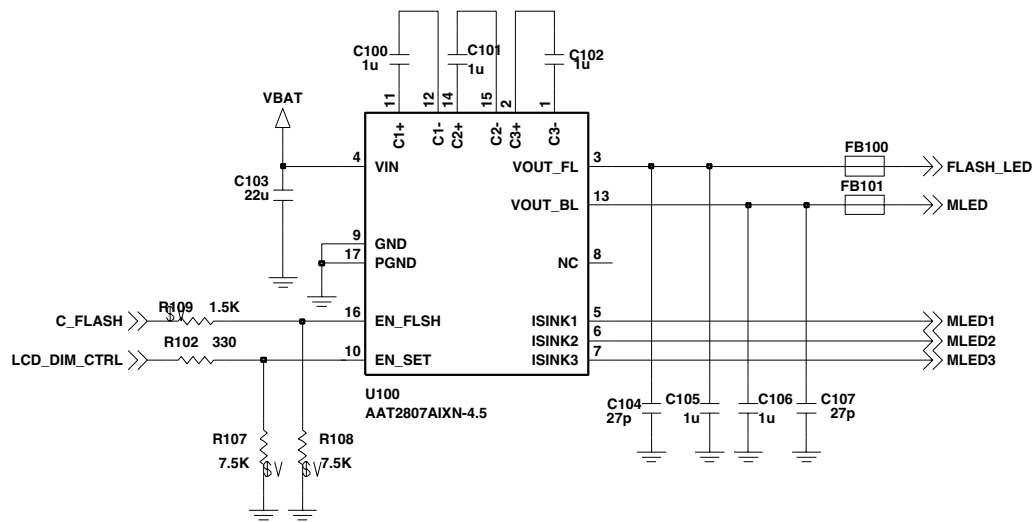 C100
1u
C101
1u
C102
1u
11
12
14
15
2
1
C1+
C1-
C2+
C2-
C3+
C3-
VBAT
4
VIN
VOUT_FL
3
FB100
FLASH_LED
C103
22u
FB101
VOUT_BL
13
MLED
9
GND
17
PGND
NC
8
C_FLASH
R109 1.5K
$V
16
EN_FLSH
ISINK1
5
MLED1
ISINK2
6
MLED2
LCD_DIM_CTRL
R102 330
10
EN_SET
ISINK3
7
MLED3
U100
AAT2807AIXN-4.5
C104
27p
C105
1u
C106
1u
C107
27p
R107
7.5K
$V
R108
7.5K
$V